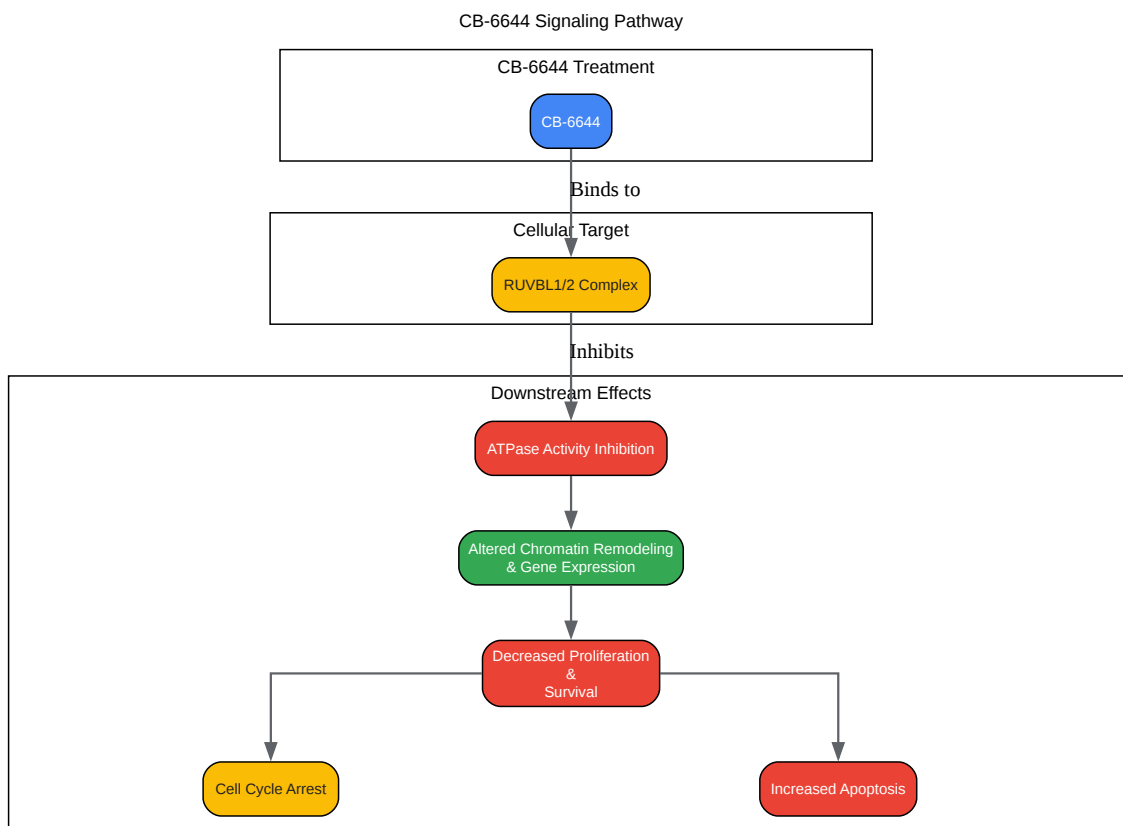 CB-6644 Signaling Pathway
CB-6644 Treatment
CB-6644
Binds to
Cellular Target
RUVBL1/2 Complex
Inhibits
Downstream Effects
ATPase Activity Inhibition
Altered Chromatin Remodeling
& Gene Expression
Decreased Proliferation
&
Survival
Cell Cycle Arrest
Increased Apoptosis